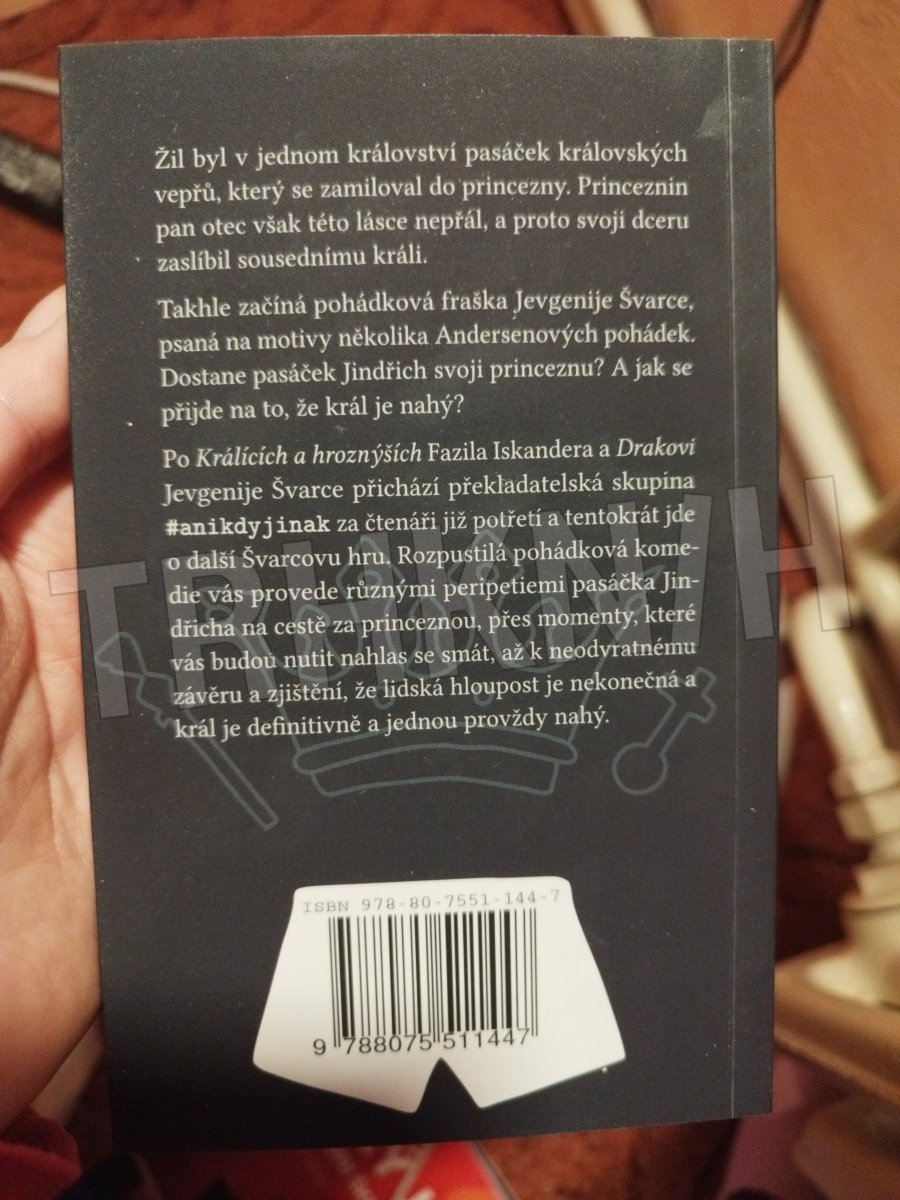 Žil byl v jednom království pasáček královských
vepřů, který se zamiloval do princezny. Princeznin
pan otec však této lásce nepřál, a proto svoji dceru
zaslíbil sousednímu králi.
Takhle začíná pohádková fraška Jevgenije Švarce,
psaná na motivy několika Andersenových pohádek.
Dostane pasáček Jindřich svoji princeznu? A jak se
přijde na to, že král je nahý?
Po Králících a hroznýších Fazila Iskandera a Drakovi
Jevgenije Švarce přichází překladatelská skupina
#anikdyjinak za čtenáři již potřetí a tentokrát jde
o další Švarcovu hru. Rozpustilá pohádková kome-
die vás provede různými peripetiemi pasáčka Jin-
dřicha na cestě za princeznou, přes momenty, které
vás budou nutit nahlas se smát, až k neodvratnému
závěru a zjištění, že lidská hloupost je nekonečná a
král je definitivně a jednou provždy nahý.
TRHKNIH
ISBN 978-80-7551-144-7
9 788075 511447